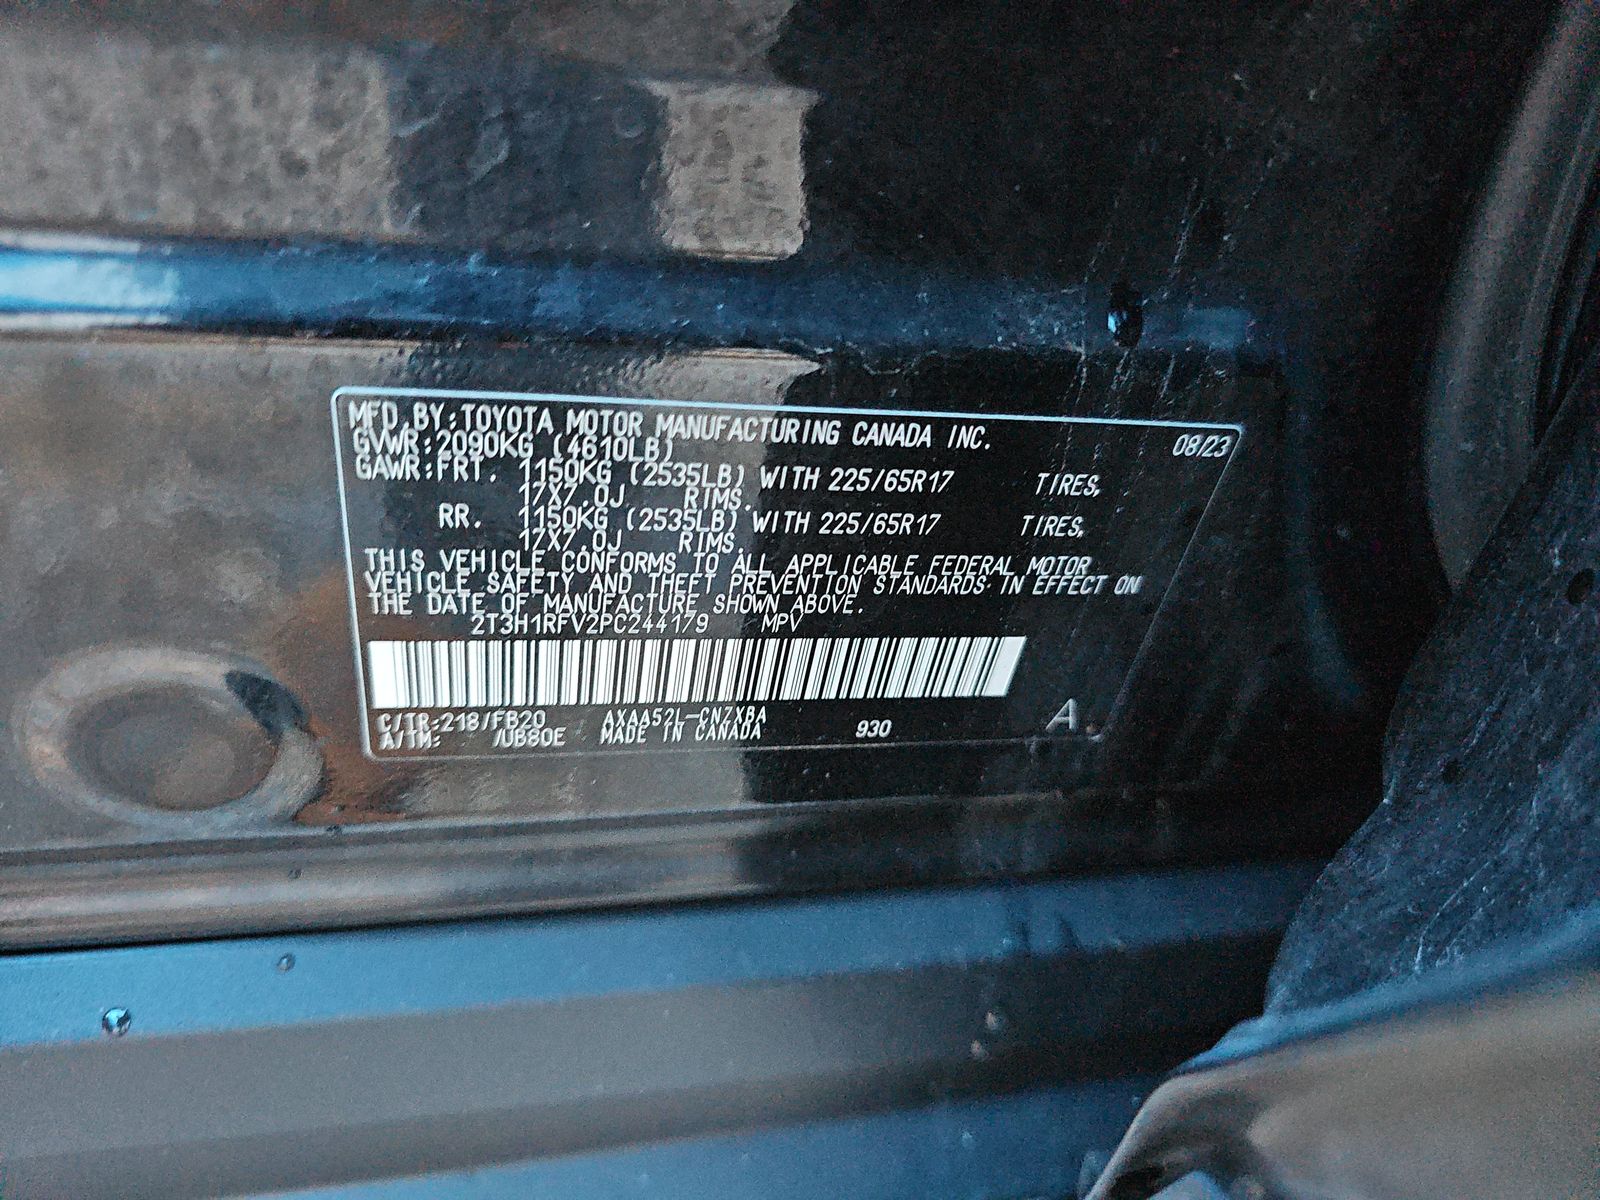 MFD.BY:TOYOTA MOTOR MANUFACTURING CANADA INC. 08/23
GVWR:2090KG (4610LB)
GAWR:FRT. 1150KG (2535LB) WITH 225/65R17 TIRES,
17X7.0J RIMS.
RR. 1150KG (2535LB) WITH 225/65R17 TIRES,
17X7.0J RIMS.
THIS VEHICLE CONFORMS TO ALL APPLICABLE FEDERAL MOTOR
VEHICLE SAFETY AND THEFT PREVENTION STANDARDS IN EFFECT ON
THE DATE OF MANUFACTURE SHOWN ABOVE.
2T3H1RFV2PC244179 MPV
C/TR:218/FB20 AXAA52L-CN7XBA
A/TM: /UB80E MADE IN CANADA 930 A